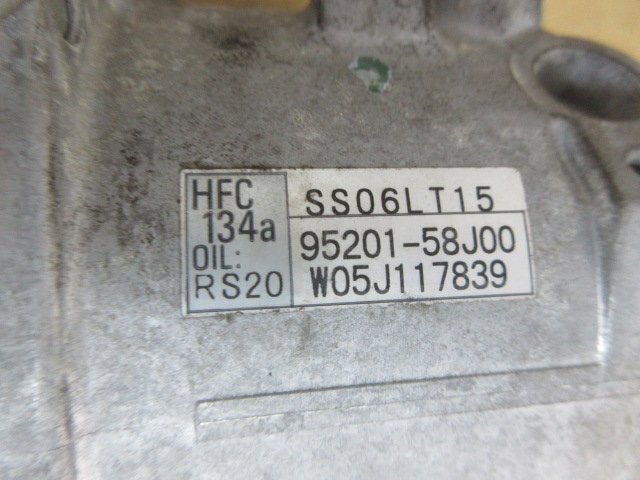 HFC
134a
OIL:
RS20
SS06LT15
95201-58J00
W05J117839